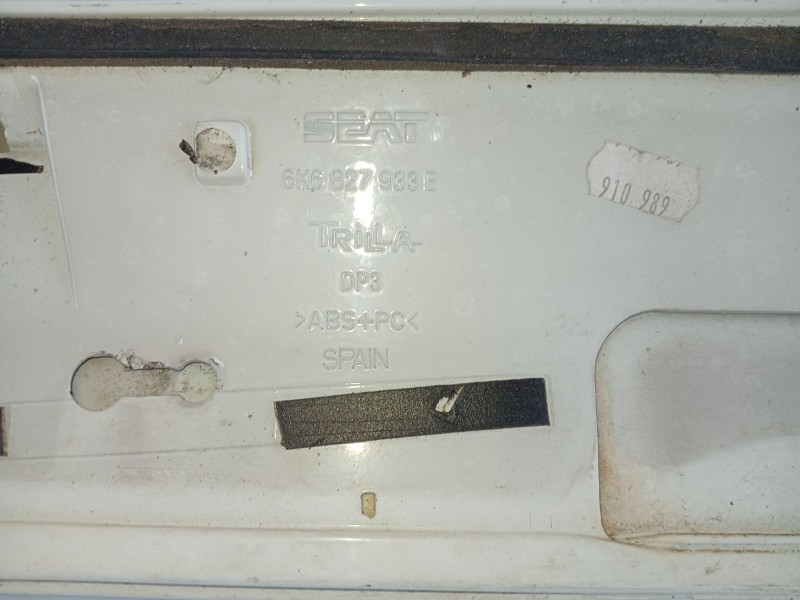 SEAT
6K6 827 933 E
TRILLA
DP3
>ABS+PC<
SPAIN
910 989